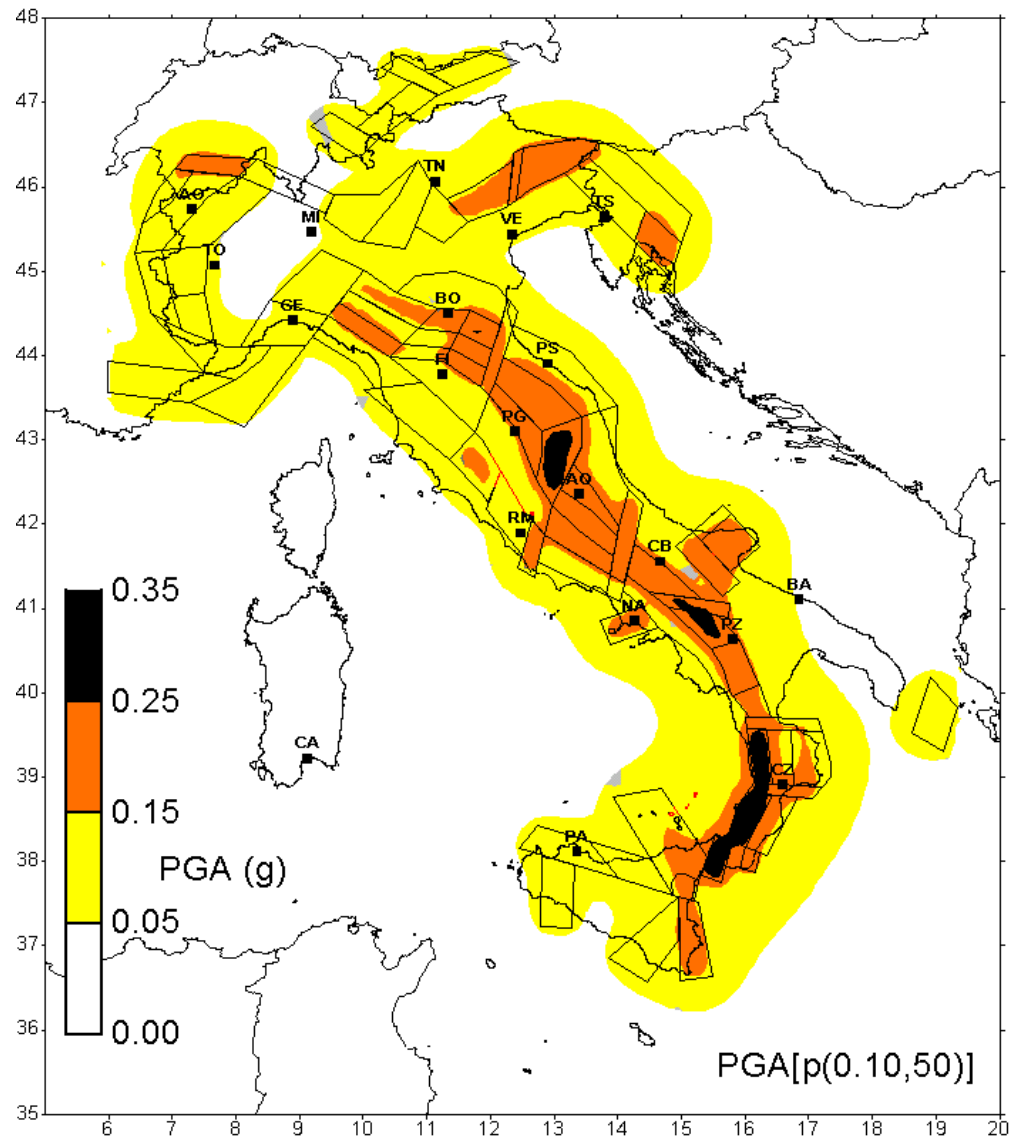 48
47
46
45
44
43
42
41
40
39
38
37
36
35
6 7 8 9 10 11 12 13 14 15 16 17 18 19 20
TN
AO
MI
VE
TS
TO
GE
BO
PS
FI
PG
AQ
RM
CB
BA
NA
PZ
CA
CZ
PA
0.35
0.25
0.15
0.05
0.00
PGA (g)
PGA[p(0.10,50)]